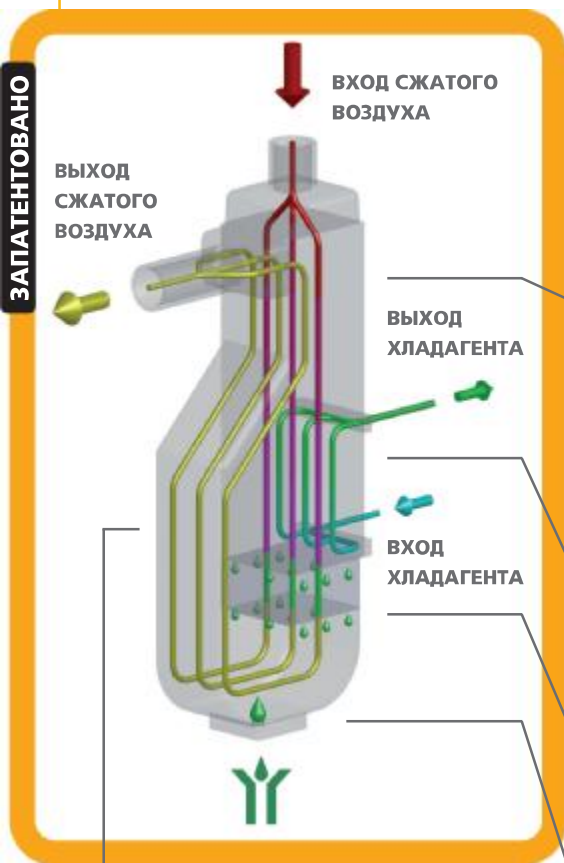 ЗАПАТЕНТОВАНО
ВХОД СЖАТОГО
ВОЗДУХА
ВЫХОД
СЖАТОГО
ВОЗДУХА
ВЫХОД
ХЛАДАГЕНТА
ВХОД
ХЛАДАГЕНТА